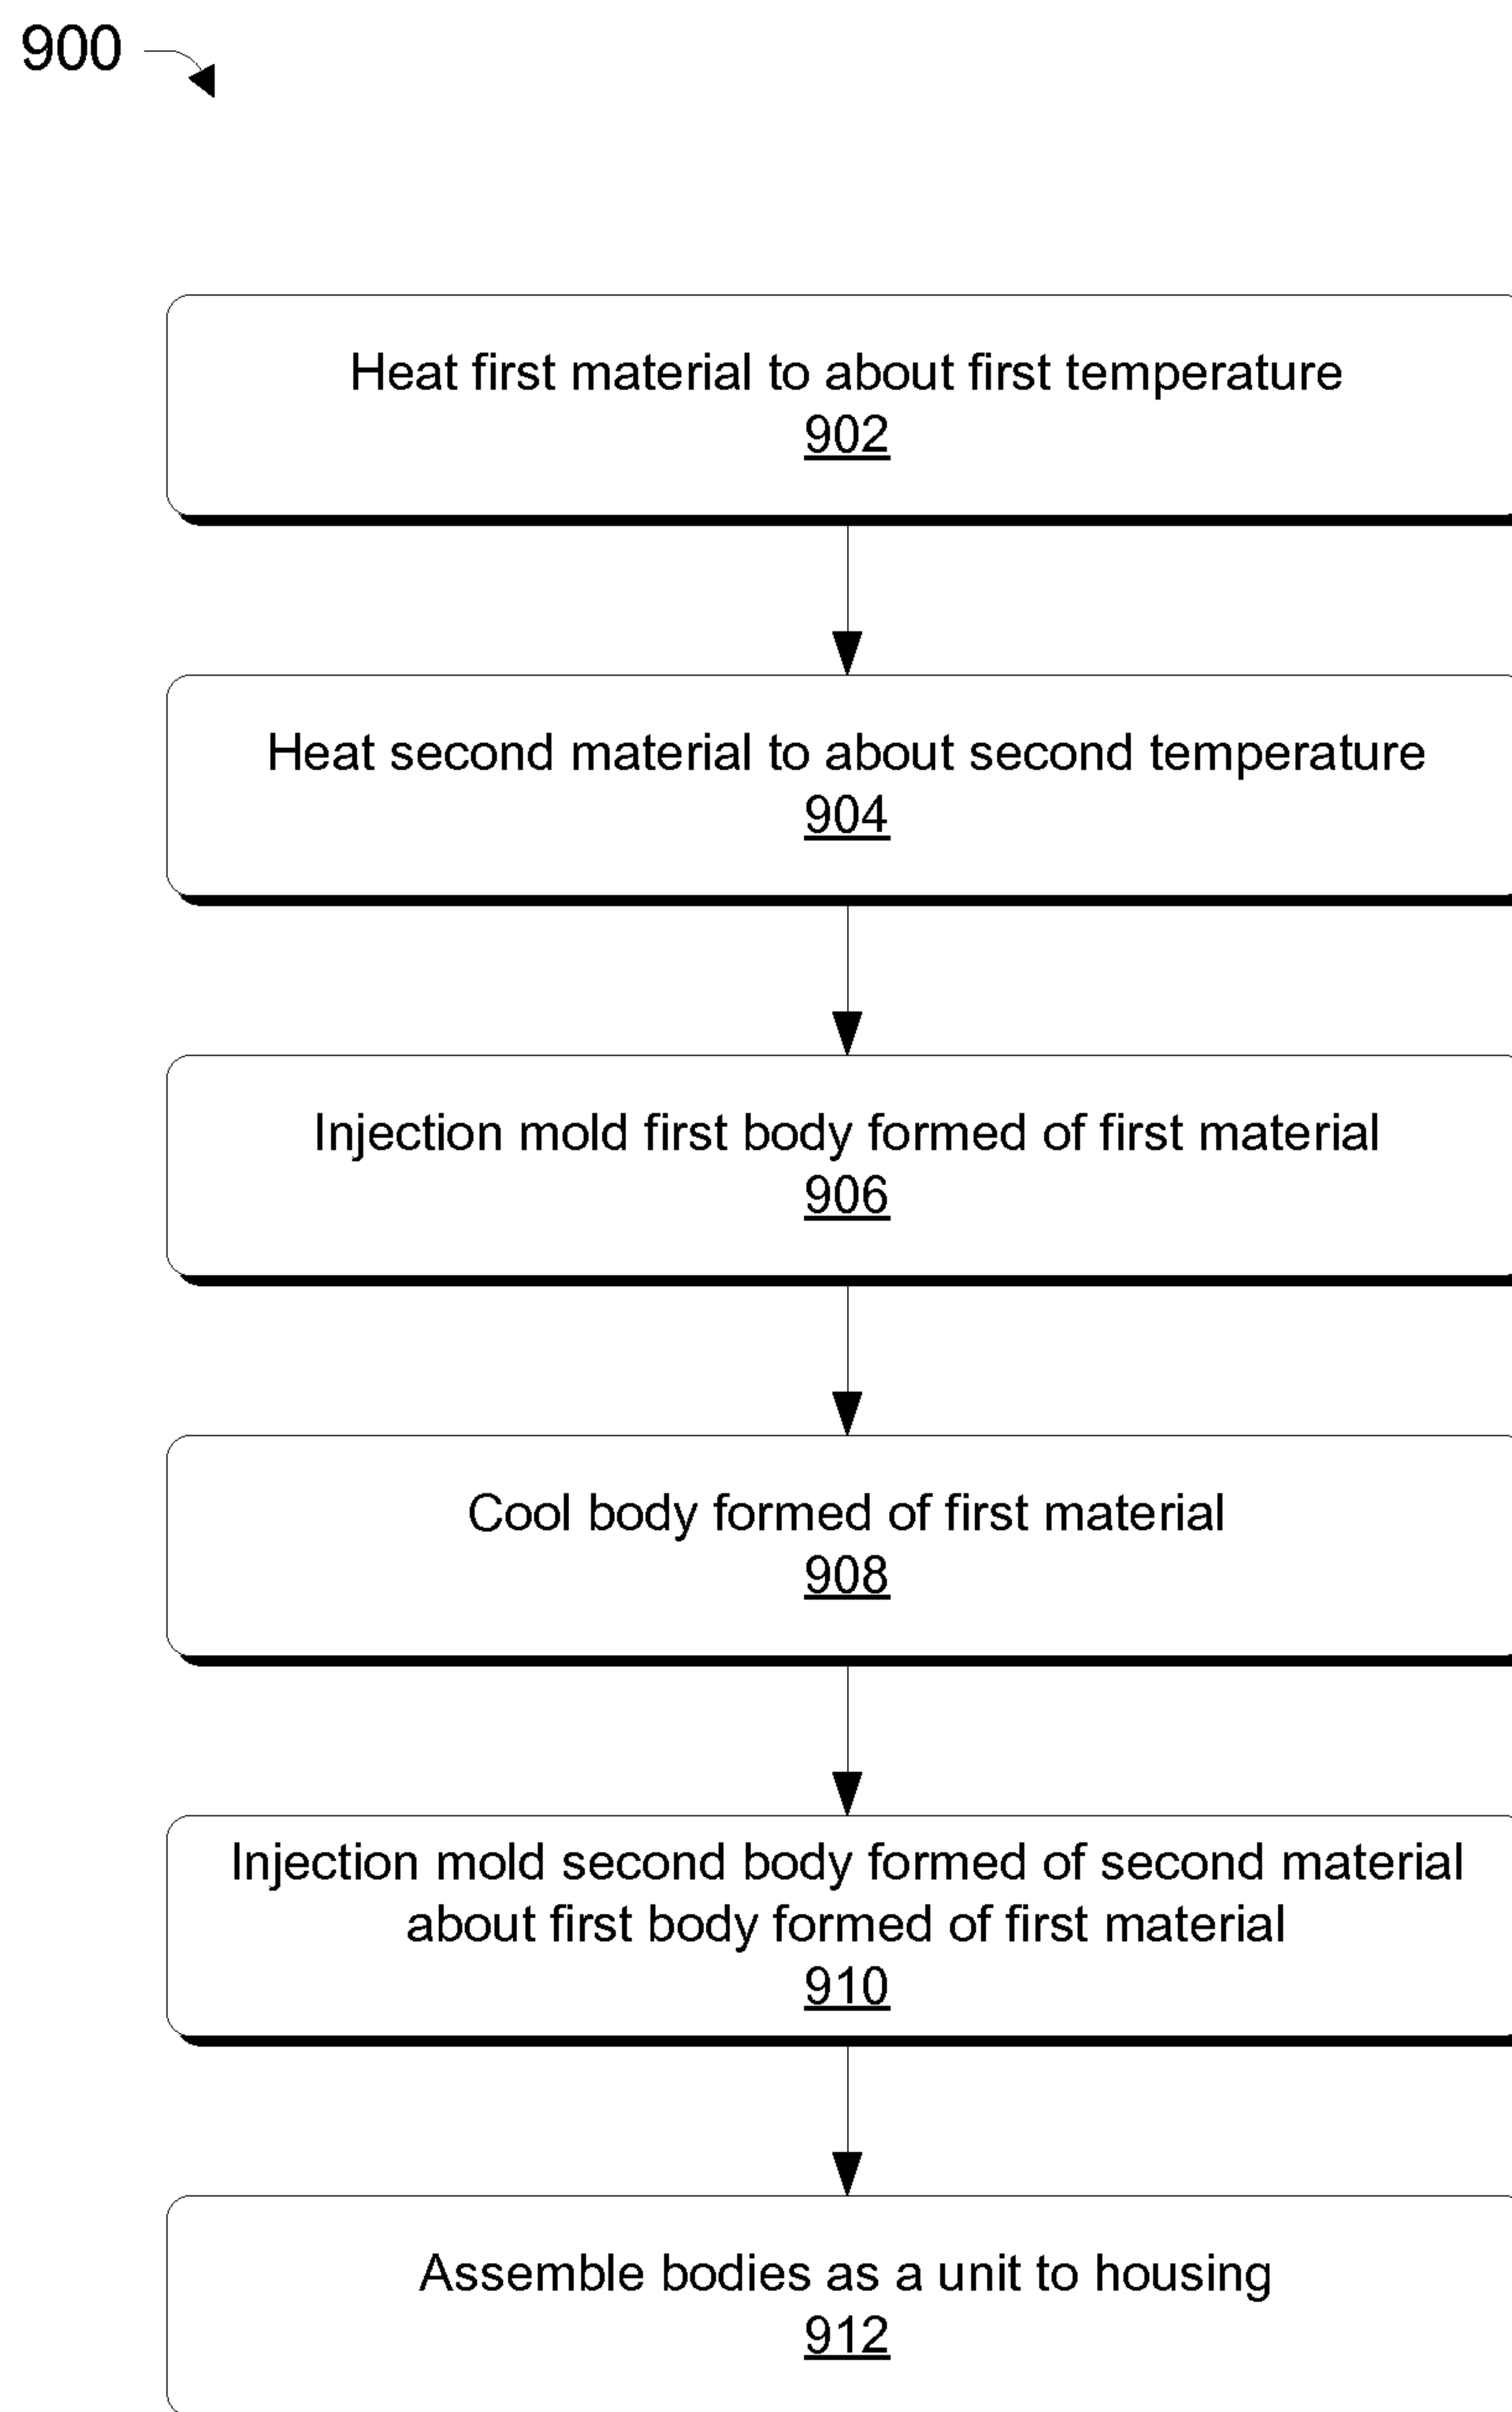 900
Heat first material to about first temperature
902
Heat second material to about second temperature
904
Injection mold first body formed of first material
906
Cool body formed of first material
908
Injection mold second body formed of second material
about first body formed of first material
910
Assemble bodies as a unit to housing
912